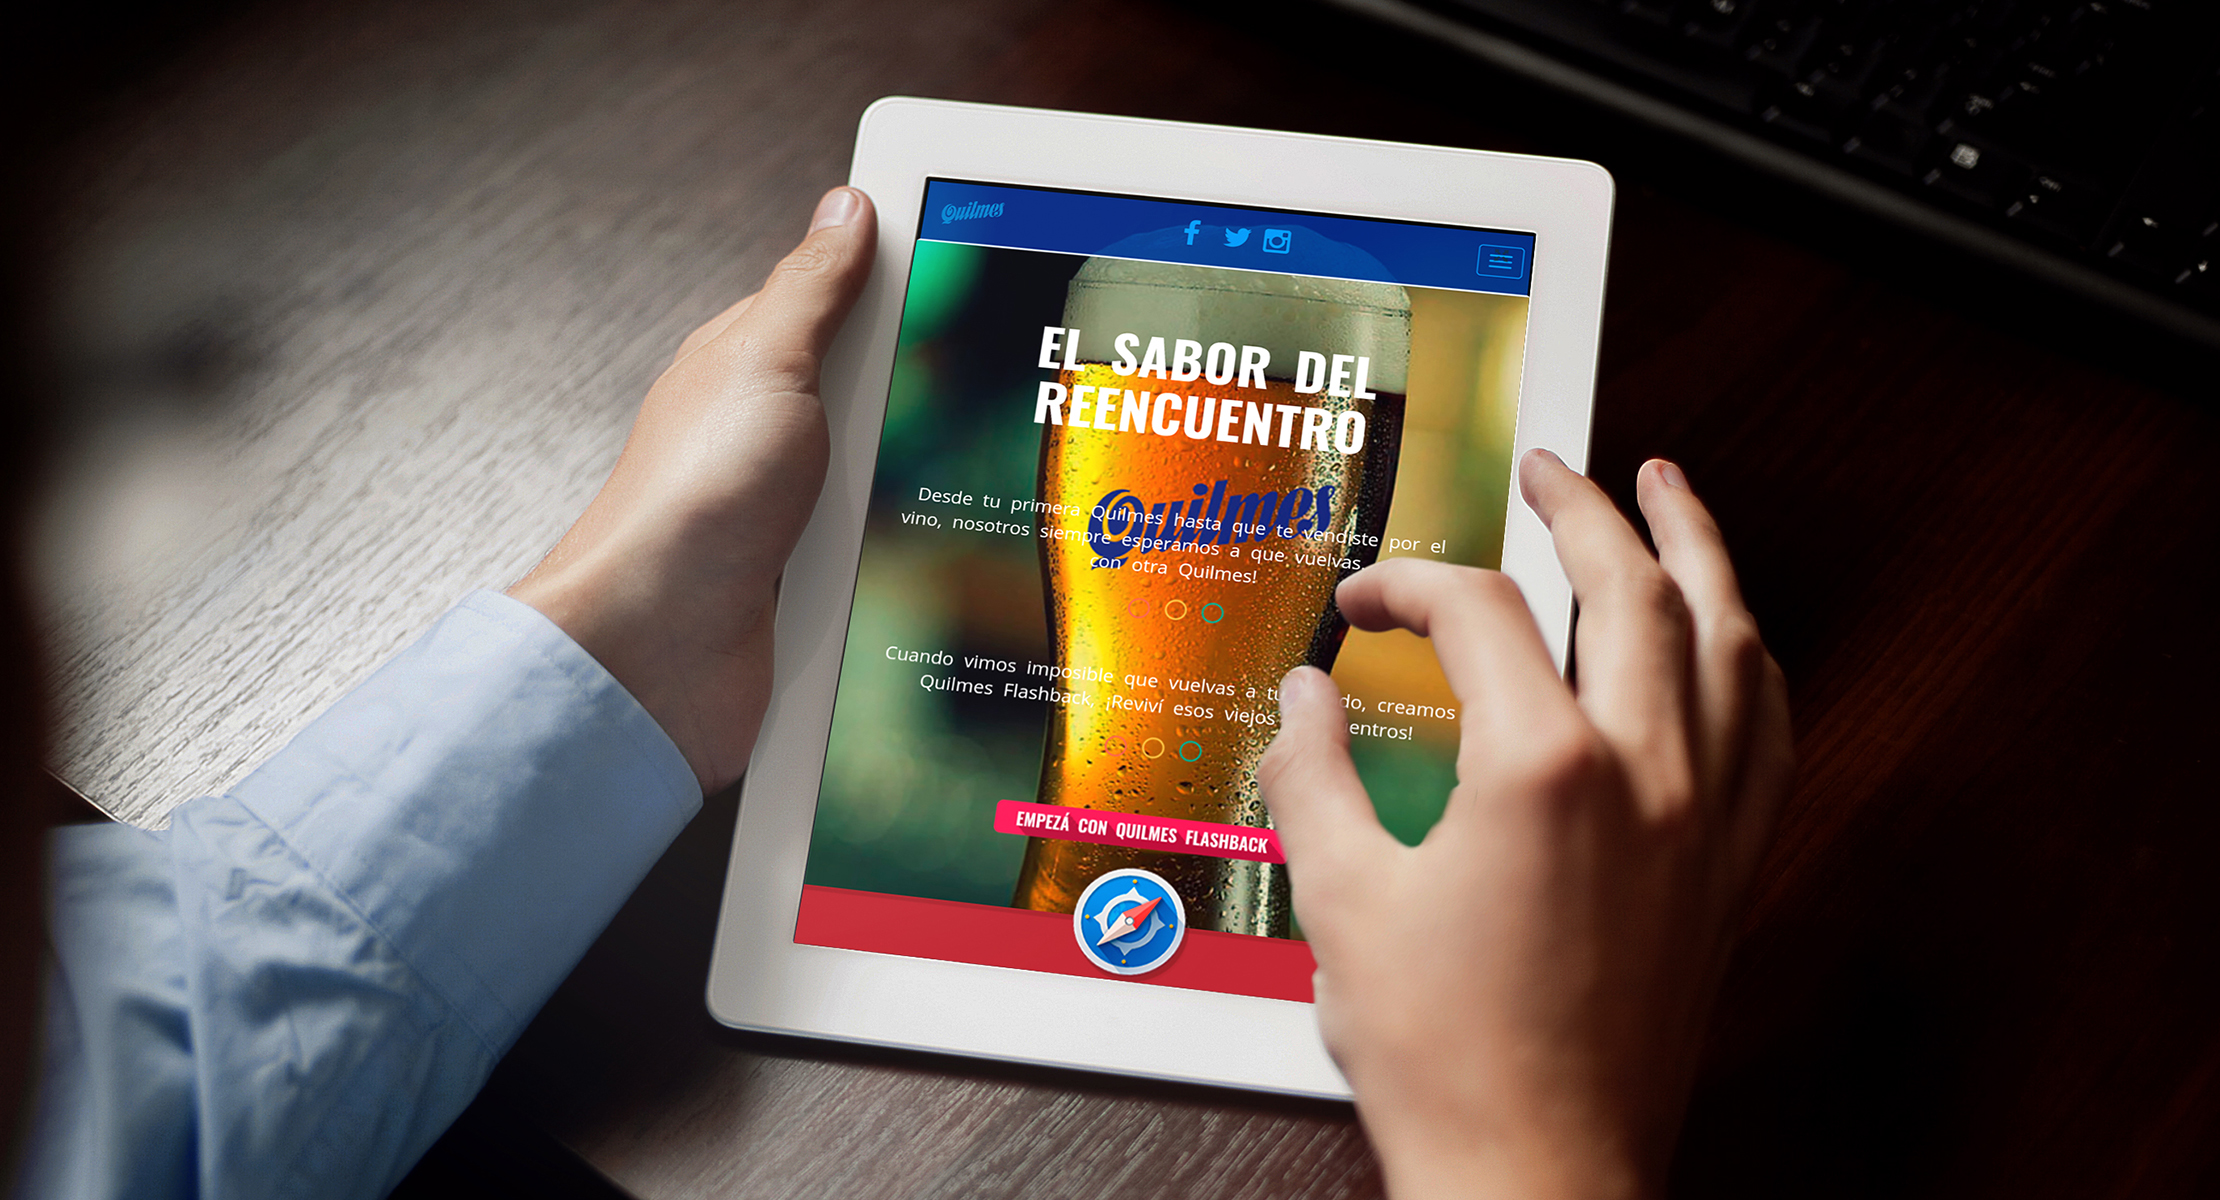 Quilmes
EL SABOR DEL
REENCUENTRO
Quilmes
Desde tu primera Quilmes hasta que te vendiste por el
vino, nosotros siempre esperamos a que vuelvas.
con otra Quilmes!
Cuando vimos imposible que vuelvas a creamos
Quilmes Flashback, ¡Reviví esos viejos
EMPEZÁ CON QUILMES FLASHBACK